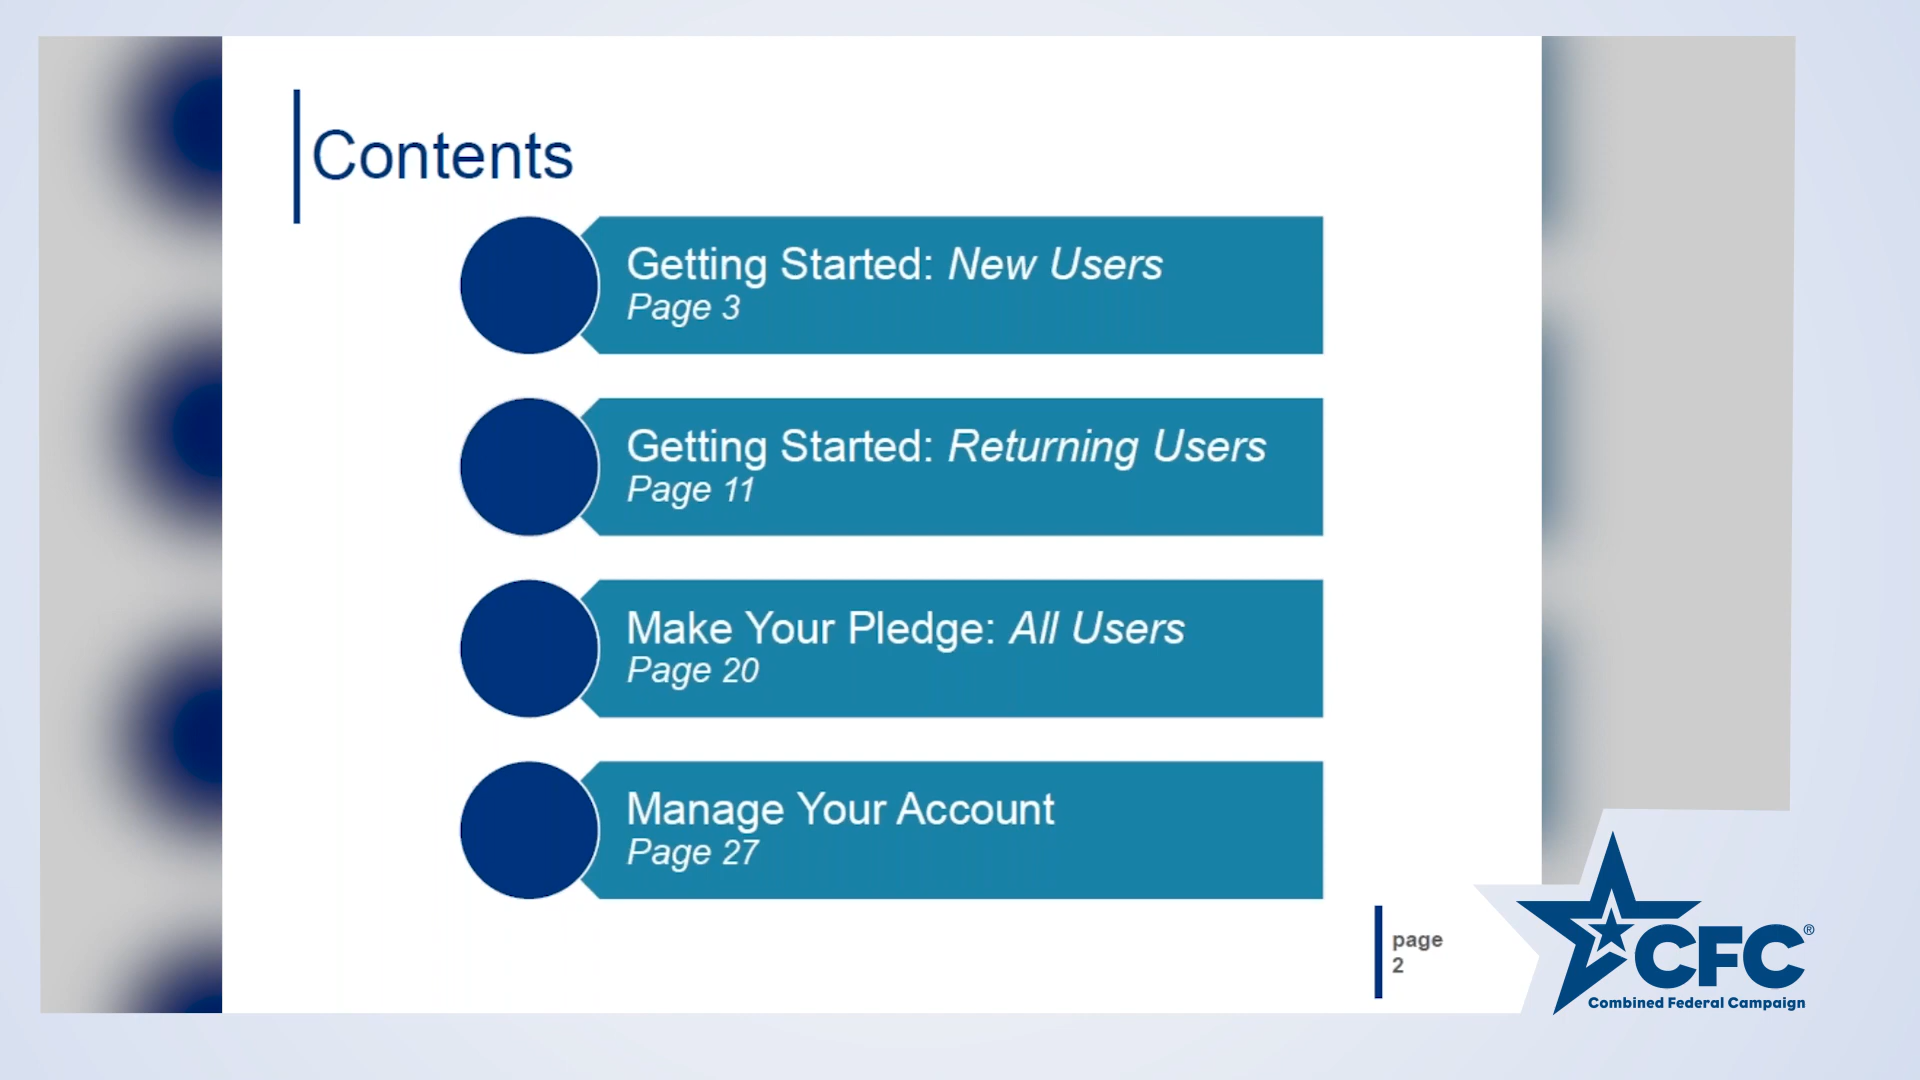 Contents
Getting Started: New Users
Page 3
Getting Started: Returning Users
Page 11
Make Your Pledge: All Users
Page 20
Manage Your Account
Page 27
page
2
CFC®
Combined Federal Campaign